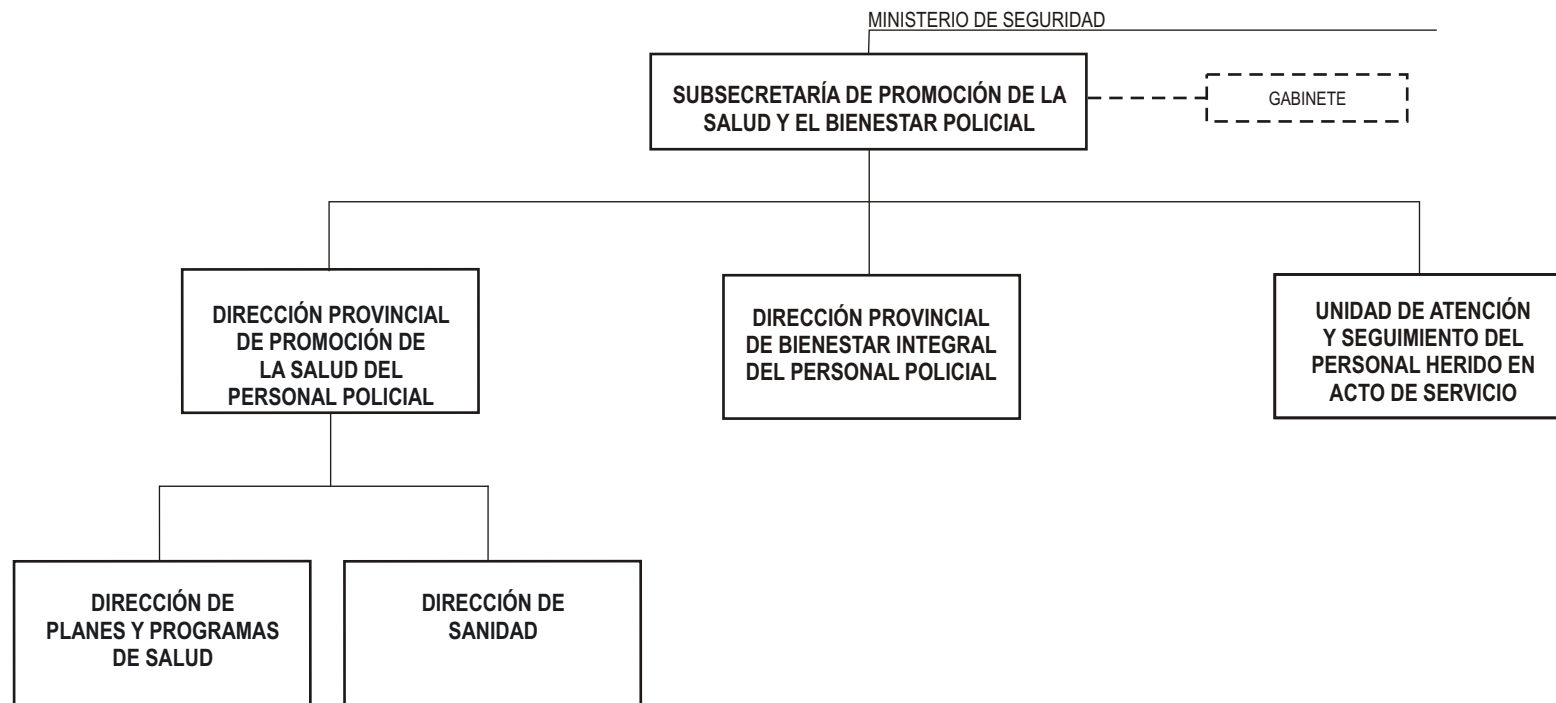 MINISTERIO DE SEGURIDAD
SUBSECRETARÍA DE PROMOCIÓN DE LA
SALUD Y EL BIENESTAR POLICIAL
GABINETE
DIRECCIÓN PROVINCIAL
DE PROMOCIÓN DE
LA SALUD DEL
PERSONAL POLICIAL
DIRECCIÓN PROVINCIAL
DE BIENESTAR INTEGRAL
DEL PERSONAL POLICIAL
UNIDAD DE ATENCIÓN
Y SEGUIMIENTO DEL
PERSONAL HERIDO EN
ACTO DE SERVICIO
DIRECCIÓN DE
PLANES Y PROGRAMAS
DE SALUD
DIRECCIÓN DE
SANIDAD